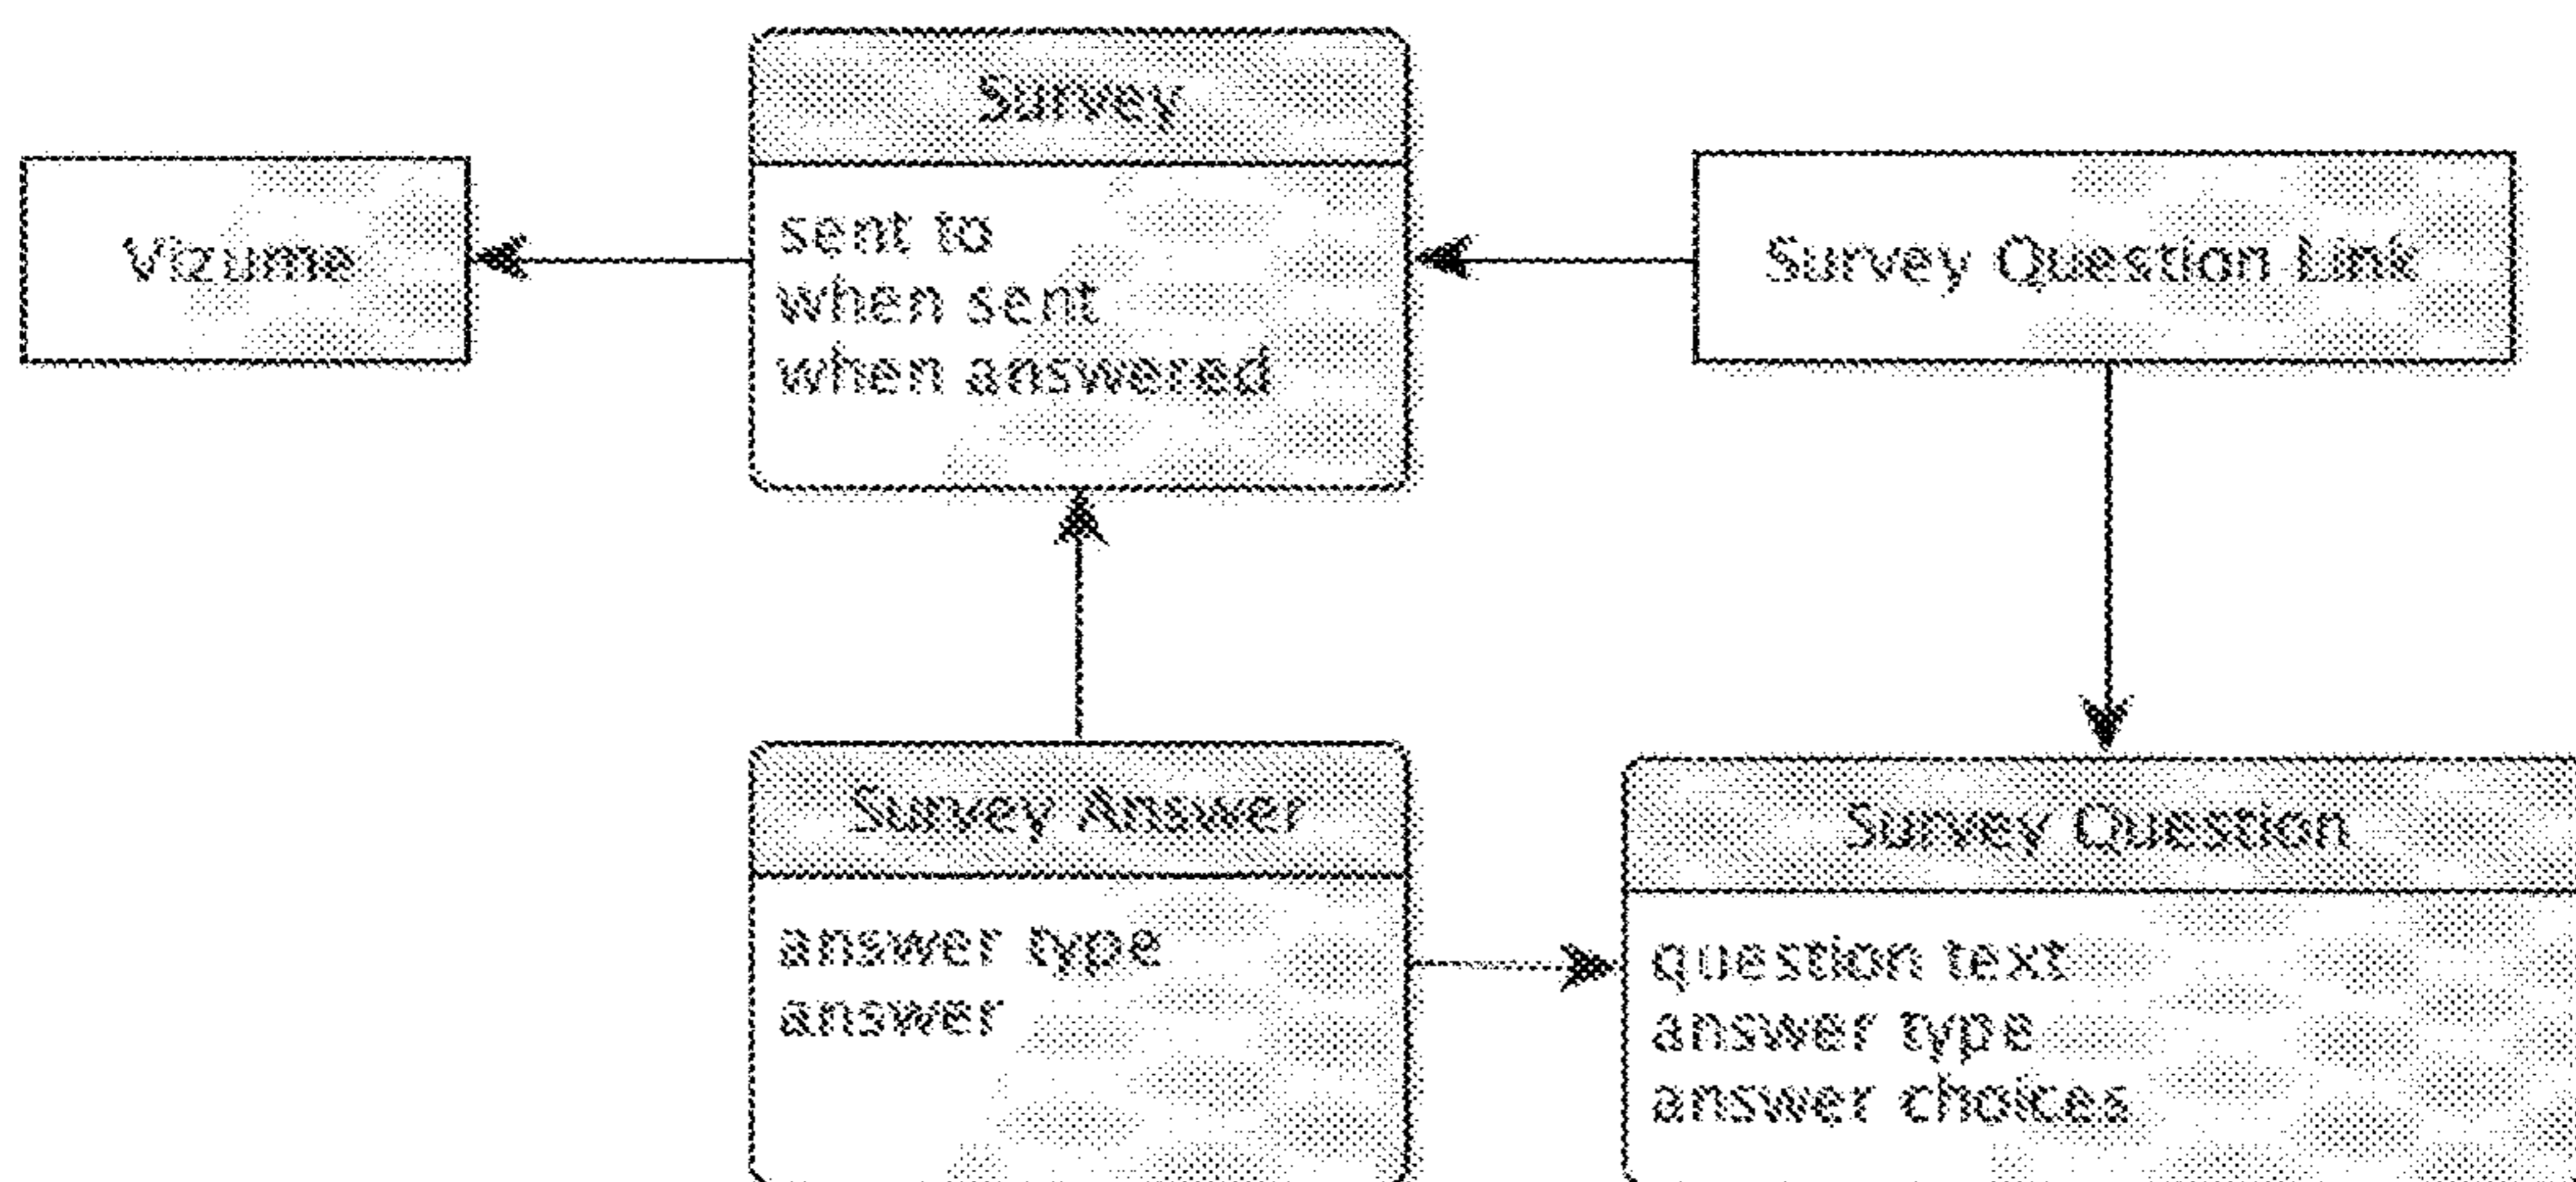 Survey
sent to
when sent
when answered
Vizume
Survey Question Link
Survey Answer
answer type
answer
Survey Question
question text
answer type
answer choices